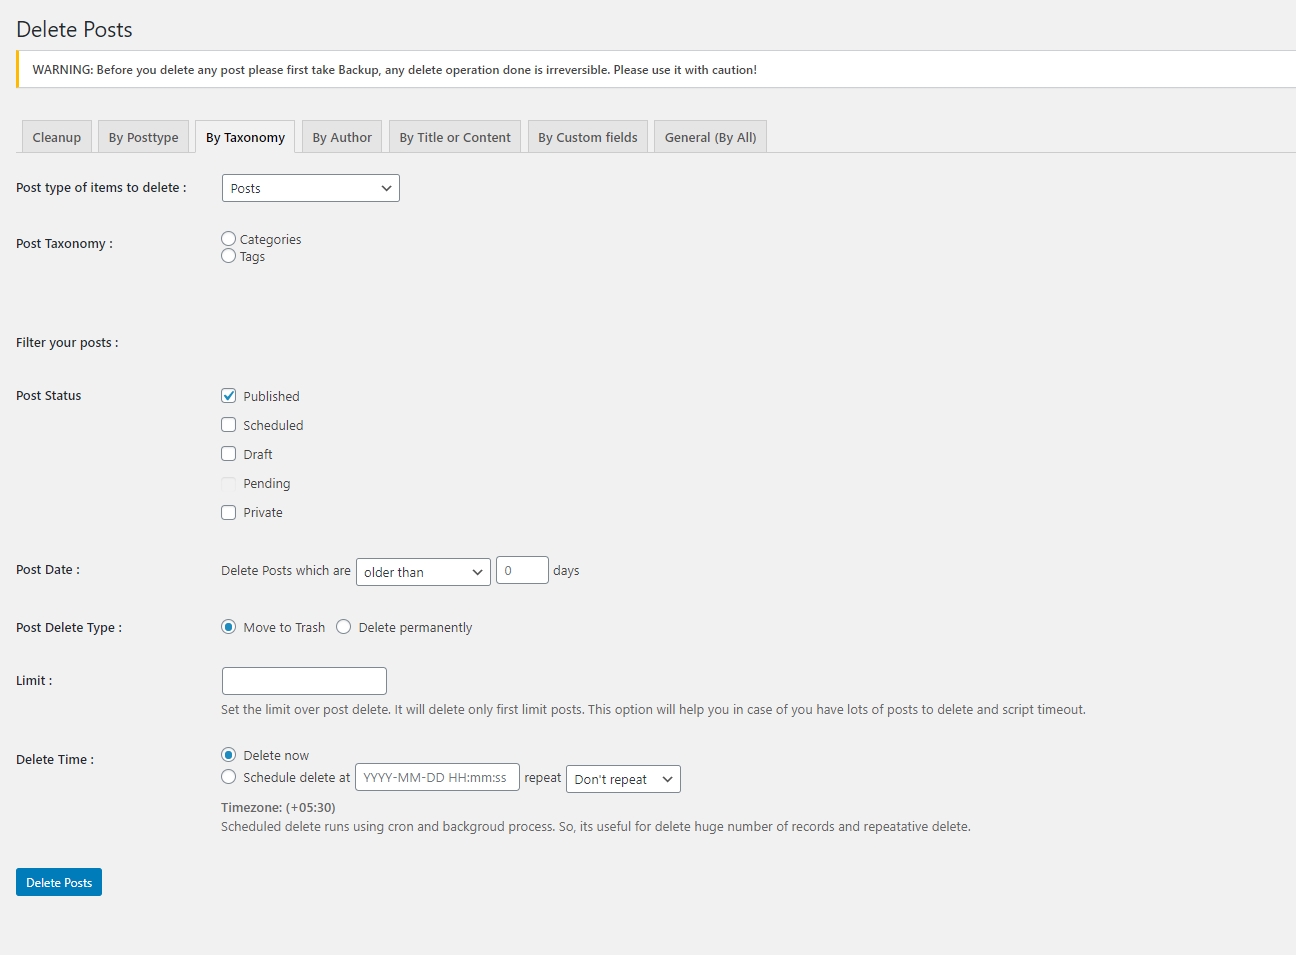 Delete Posts
WARNING: Before you delete any post please first take Backup, any delete operation done is irreversible. Please use it with caution!
Cleanup By Posttype By Taxonomy By Author By Title or Content By Custom fields General (By All)
Post type of items to delete : Posts
Post Taxonomy : Categories
Tags
Filter your posts :
Post Status Published
Scheduled
Draft
Pending
Private
Post Date : Delete Posts which are older than 0 days
Post Delete Type : Move to Trash Delete permanently
Limit :
Set the limit over post delete. It will delete only first limit posts. This option will help you in case of you have lots of posts to delete and script timeout.
Delete Time : Delete now
Schedule delete at YYYY-MM-DD HH:mm:ss repeat Don't repeat
Timezone: (+05:30)
Scheduled delete runs using cron and backgroud process. So, its useful for delete huge number of records and repeatative delete.
Delete Posts